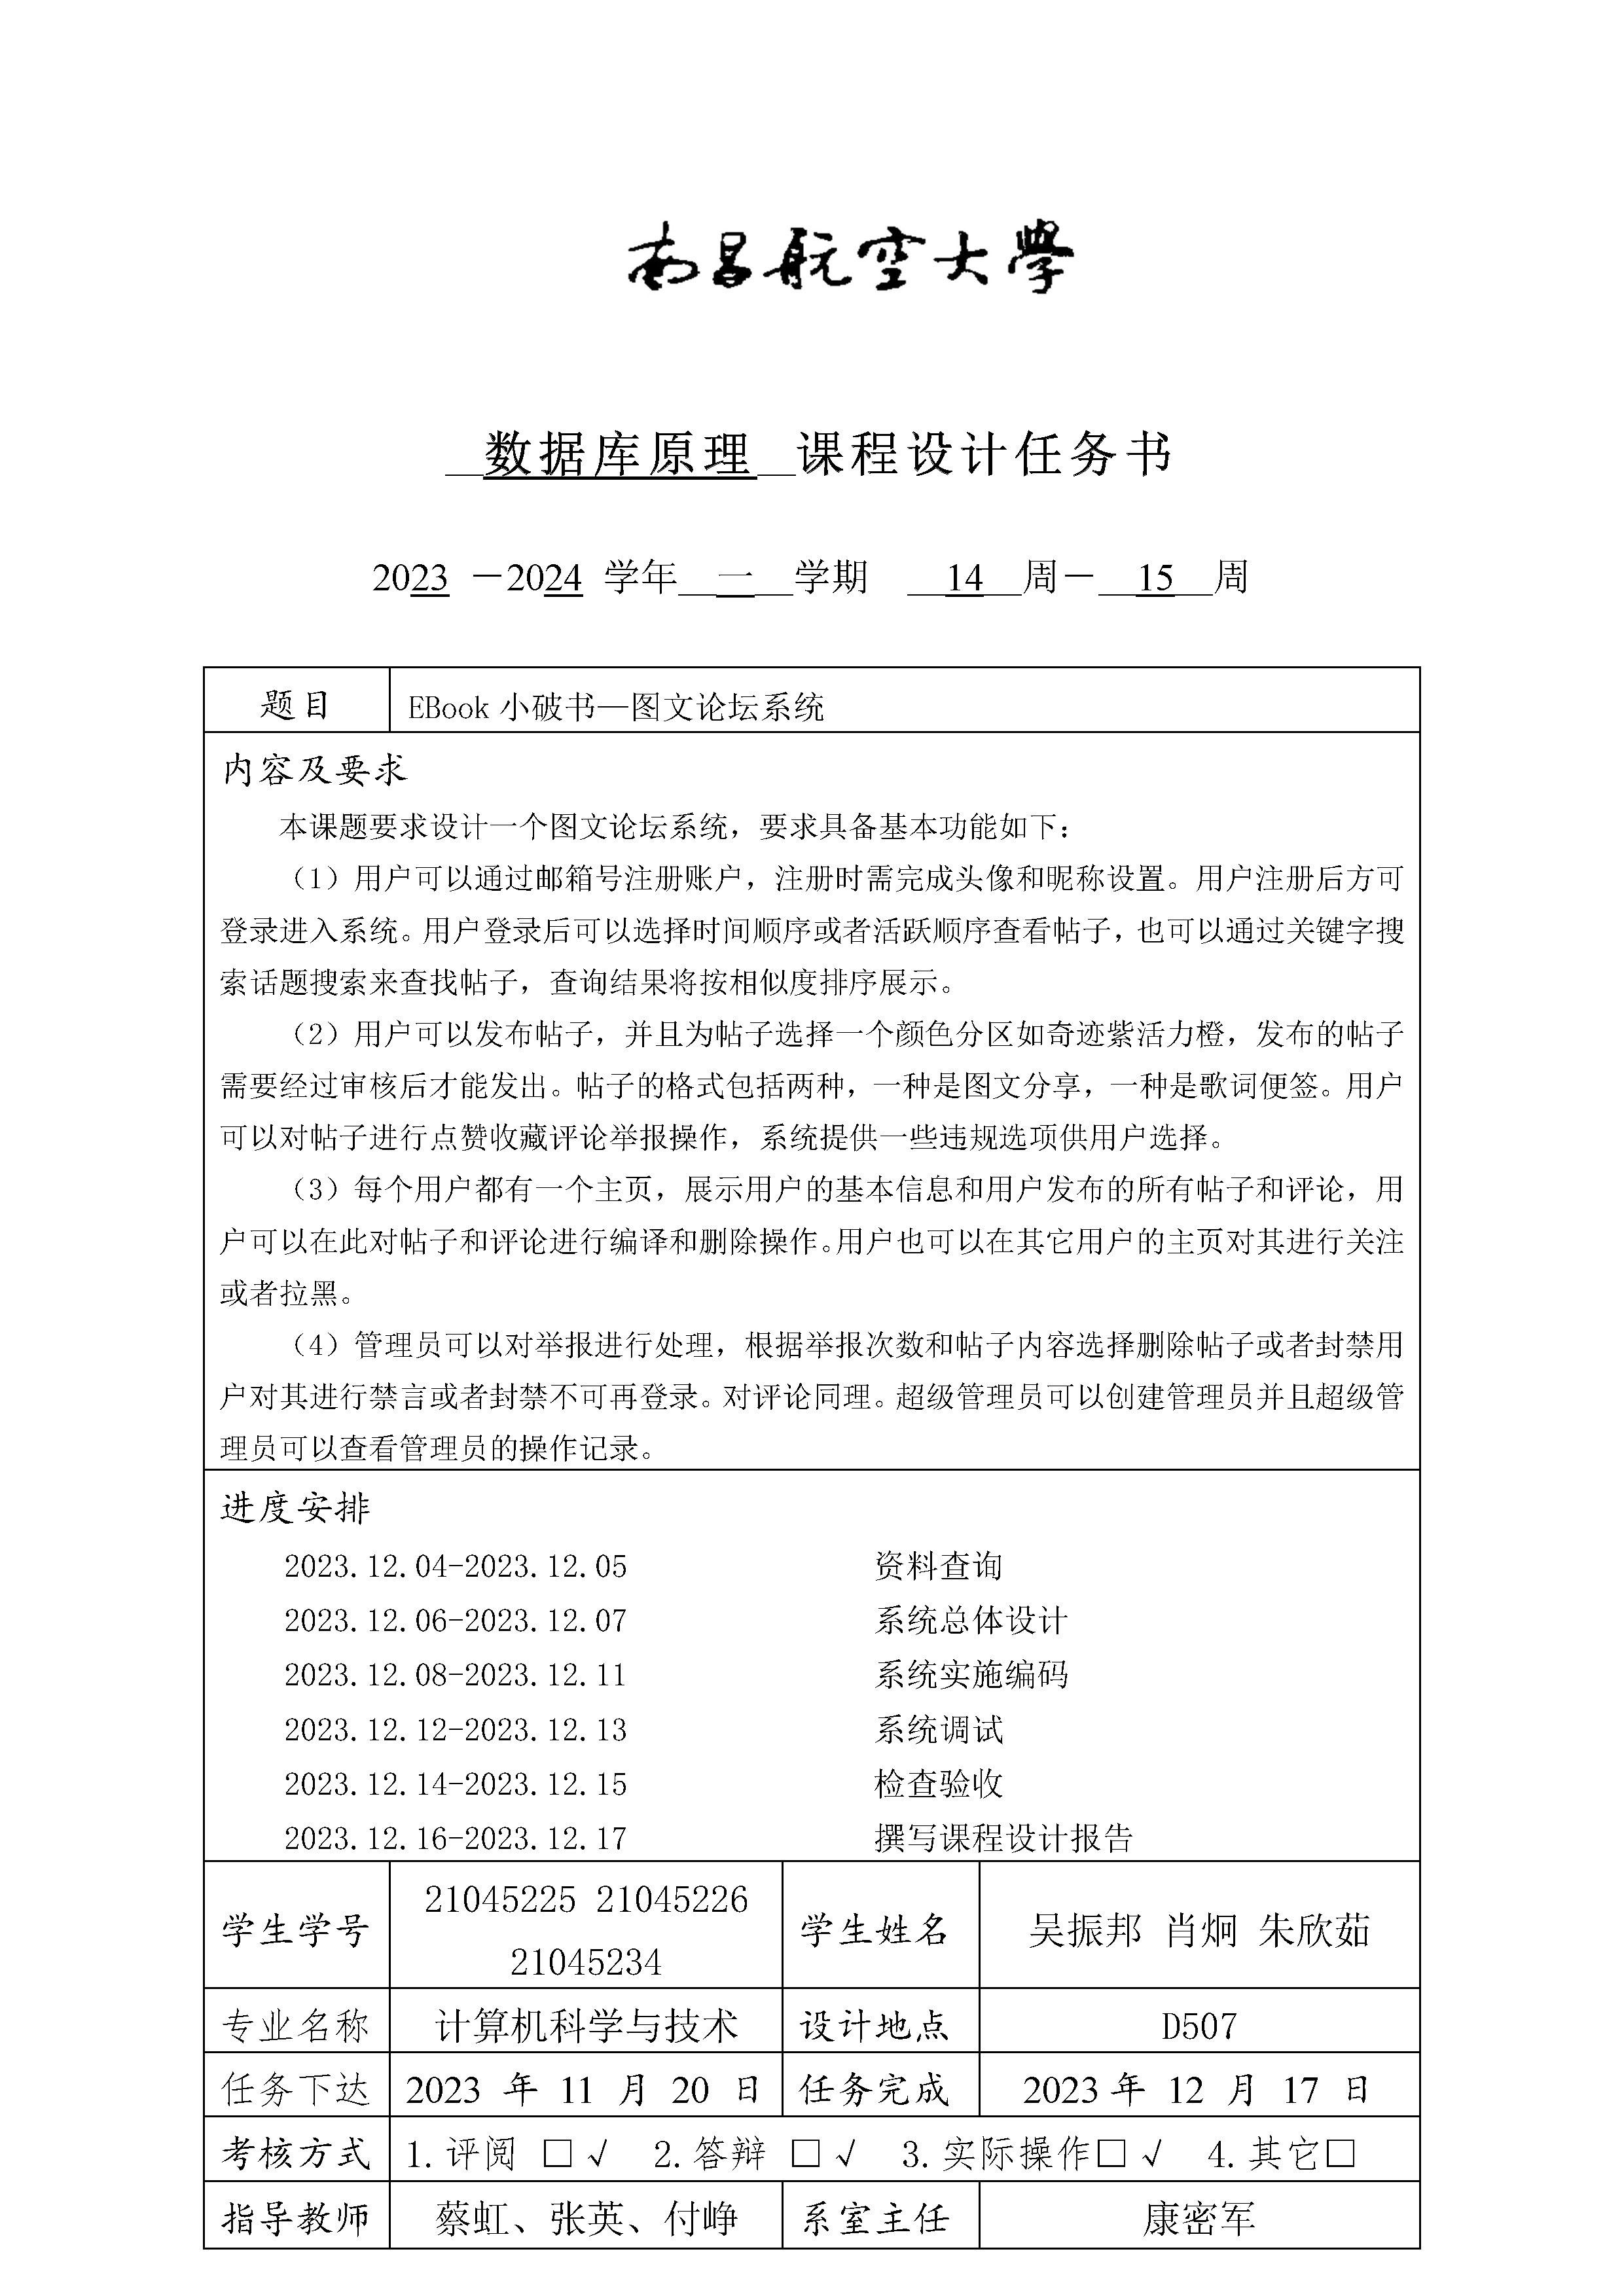 南昌航空大學
数据库原理 课程设计任务书
2023 －2024 学年 一 学期 14 周－ 15 周
题目 EBook 小破书—图文论坛系统
内容及要求
本课题要求设计一个图文论坛系统，要求具备基本功能如下：
（1）用户可以通过邮箱号注册账户，注册时需完成头像和昵称设置。用户注册后方可
登录进入系统。用户登录后可以选择时间顺序或者活跃顺序查看帖子，也可以通过关键字搜
索话题搜索来查找帖子，查询结果将按相似度排序展示。
（2）用户可以发布帖子，并且为帖子选择一个颜色分区如奇迹紫活力橙，发布的帖子
需要经过审核后才能发出。帖子的格式包括两种，一种是图文分享，一种是歌词便签。用户
可以对帖子进行点赞收藏评论举报操作，系统提供一些违规选项供用户选择。
（3）每个用户都有一个主页，展示用户的基本信息和用户发布的所有帖子和评论，用
户可以在此对帖子和评论进行编译和删除操作。用户也可以在其它用户的主页对其进行关注
或者拉黑。
（4）管理员可以对举报进行处理，根据举报次数和帖子内容选择删除帖子或者封禁用
户对其进行禁言或者封禁不可再登录。对评论同理。超级管理员可以创建管理员并且超级管
理员可以查看管理员的操作记录。
进度安排
2023.12.04-2023.12.05 资料查询
2023.12.06-2023.12.07 系统总体设计
2023.12.08-2023.12.11 系统实施编码
2023.12.12-2023.12.13 系统调试
2023.12.14-2023.12.15 检查验收
2023.12.16-2023.12.17 撰写课程设计报告
学生学号 21045225 21045226 学生姓名 吴振邦 肖炯 朱欣茹
21045234
专业名称 计算机科学与技术 设计地点 D507
任务下达 2023 年 11 月 20 日 任务完成 2023 年 12 月 17 日
考核方式 1.评阅 □√ 2.答辩 □√ 3.实际操作□√ 4.其它□
指导教师 蔡虹、张英、付峥 系室主任 康密军